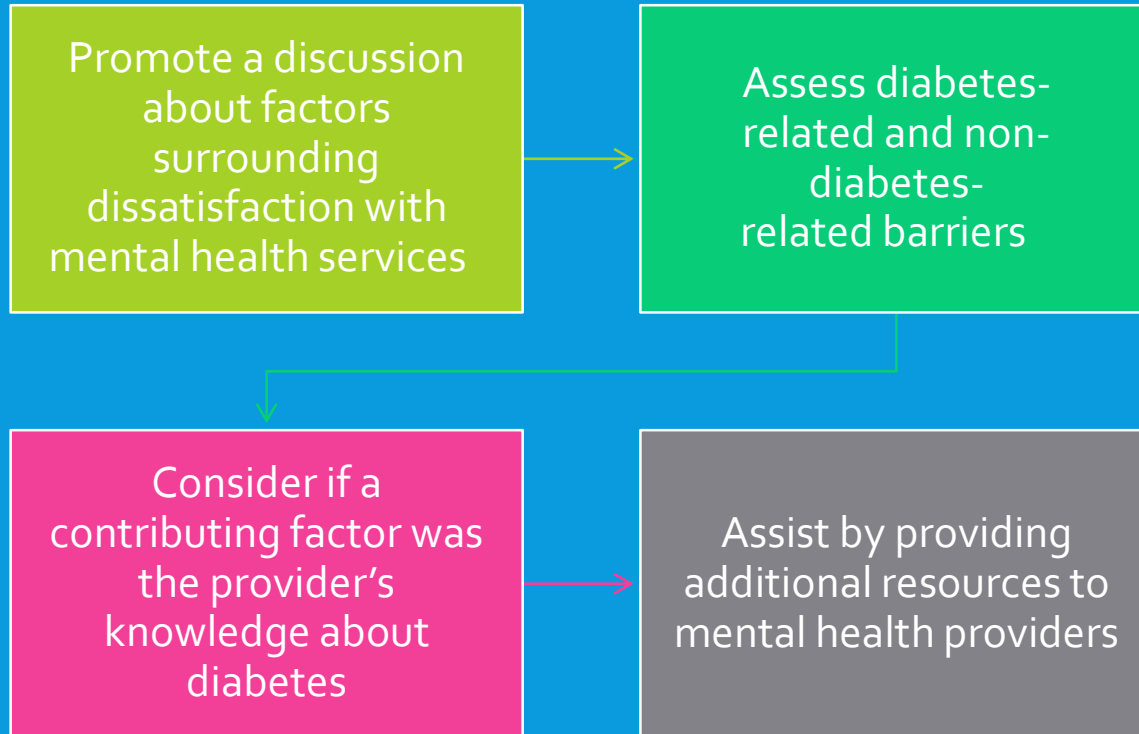 Promote a discussion
about factors
surrounding
dissatisfaction with
mental health services
Assess diabetes-
related and non-
diabetes-
related barriers
Consider if a
contributing factor was
the provider’s
knowledge about
diabetes
Assist by providing
additional resources to
mental health providers